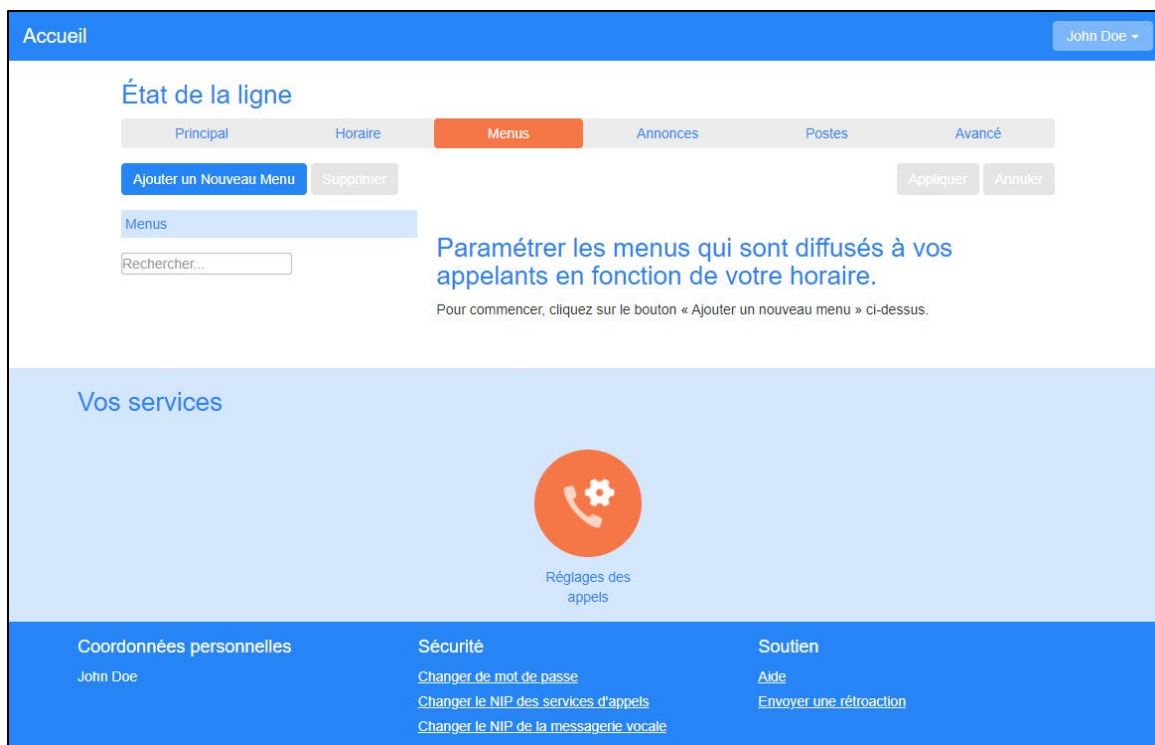 Accueil
John Doe
État de la ligne
Principal Horaire Menus Annonces Postes Avancé
Ajouter un Nouveau Menu Supprimer Appliquer Annuler
Menus
Rechercher...
Paramétrer les menus qui sont diffusés à vos
appelants en fonction de votre horaire.
Pour commencer, cliquez sur le bouton « Ajouter un nouveau menu » ci-dessus.
Vos services
Réglages des
appels
Coordonnées personnelles
John Doe
Sécurité
Changer de mot de passe
Changer le NIP des services d'appels
Changer le NIP de la messagerie vocale
Soutien
Aide
Envoyer une rétroaction